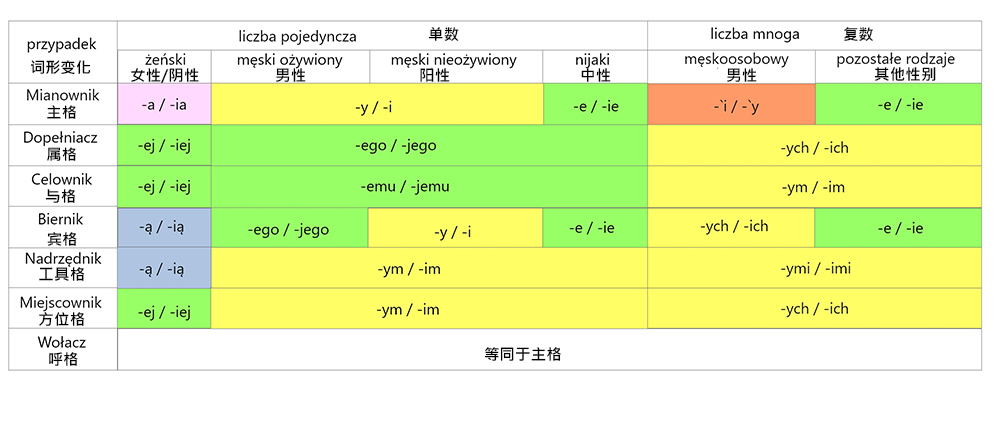 liczba pojedyncza 单数 liczba mnoga 复数
przypadek
词形变化
żeński męski ożywiony męski nieożywiony nijaki męskoosobowy pozostałe rodzaje
女性/阴性 男性 阳性 中性 男性 其他性别
Mianownik
主格
-a / -ia -y / -i -e / -ie -`i / -`y -e / -ie
Dopełniacz
属格
-ej / -iej -ego / -jego -ych / -ich
Celownik
与格
-ej / -iej -emu / -jemu -ym / -im
Biernik
宾格
-ą / -ią -ego / -jego -y / -i -e / -ie -ych / -ich -e / -ie
Nadrzędnik
工具格
-ą / -ią -ym / -im -ymi / -imi
Miejscownik
方位格
-ej / -iej -ym / -im -ych / -ich
Wołacz
呼格
等同于主格